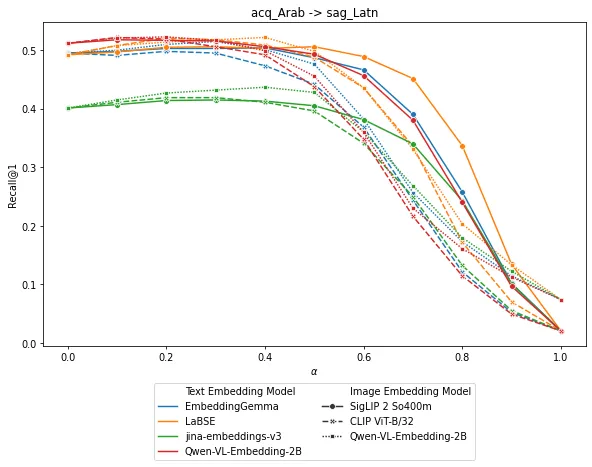 acq_Arab -> sag_Latn
Recall@1
0.5
0.4
0.3
0.2
0.1
0.0
0.0 0.2 0.4 0.6 0.8 1.0
α
Text Embedding Model
EmbeddingGemma
LaBSE
jina-embeddings-v3
Qwen-VL-Embedding-2B
Image Embedding Model
SigLIP 2 So400m
CLIP ViT-B/32
Qwen-VL-Embedding-2B